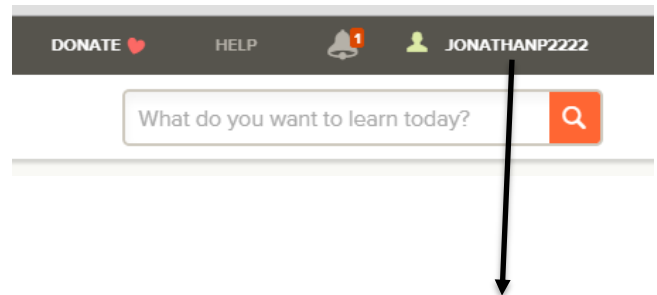 DONATE HELP 1 JONATHANP2222
What do you want to learn today?